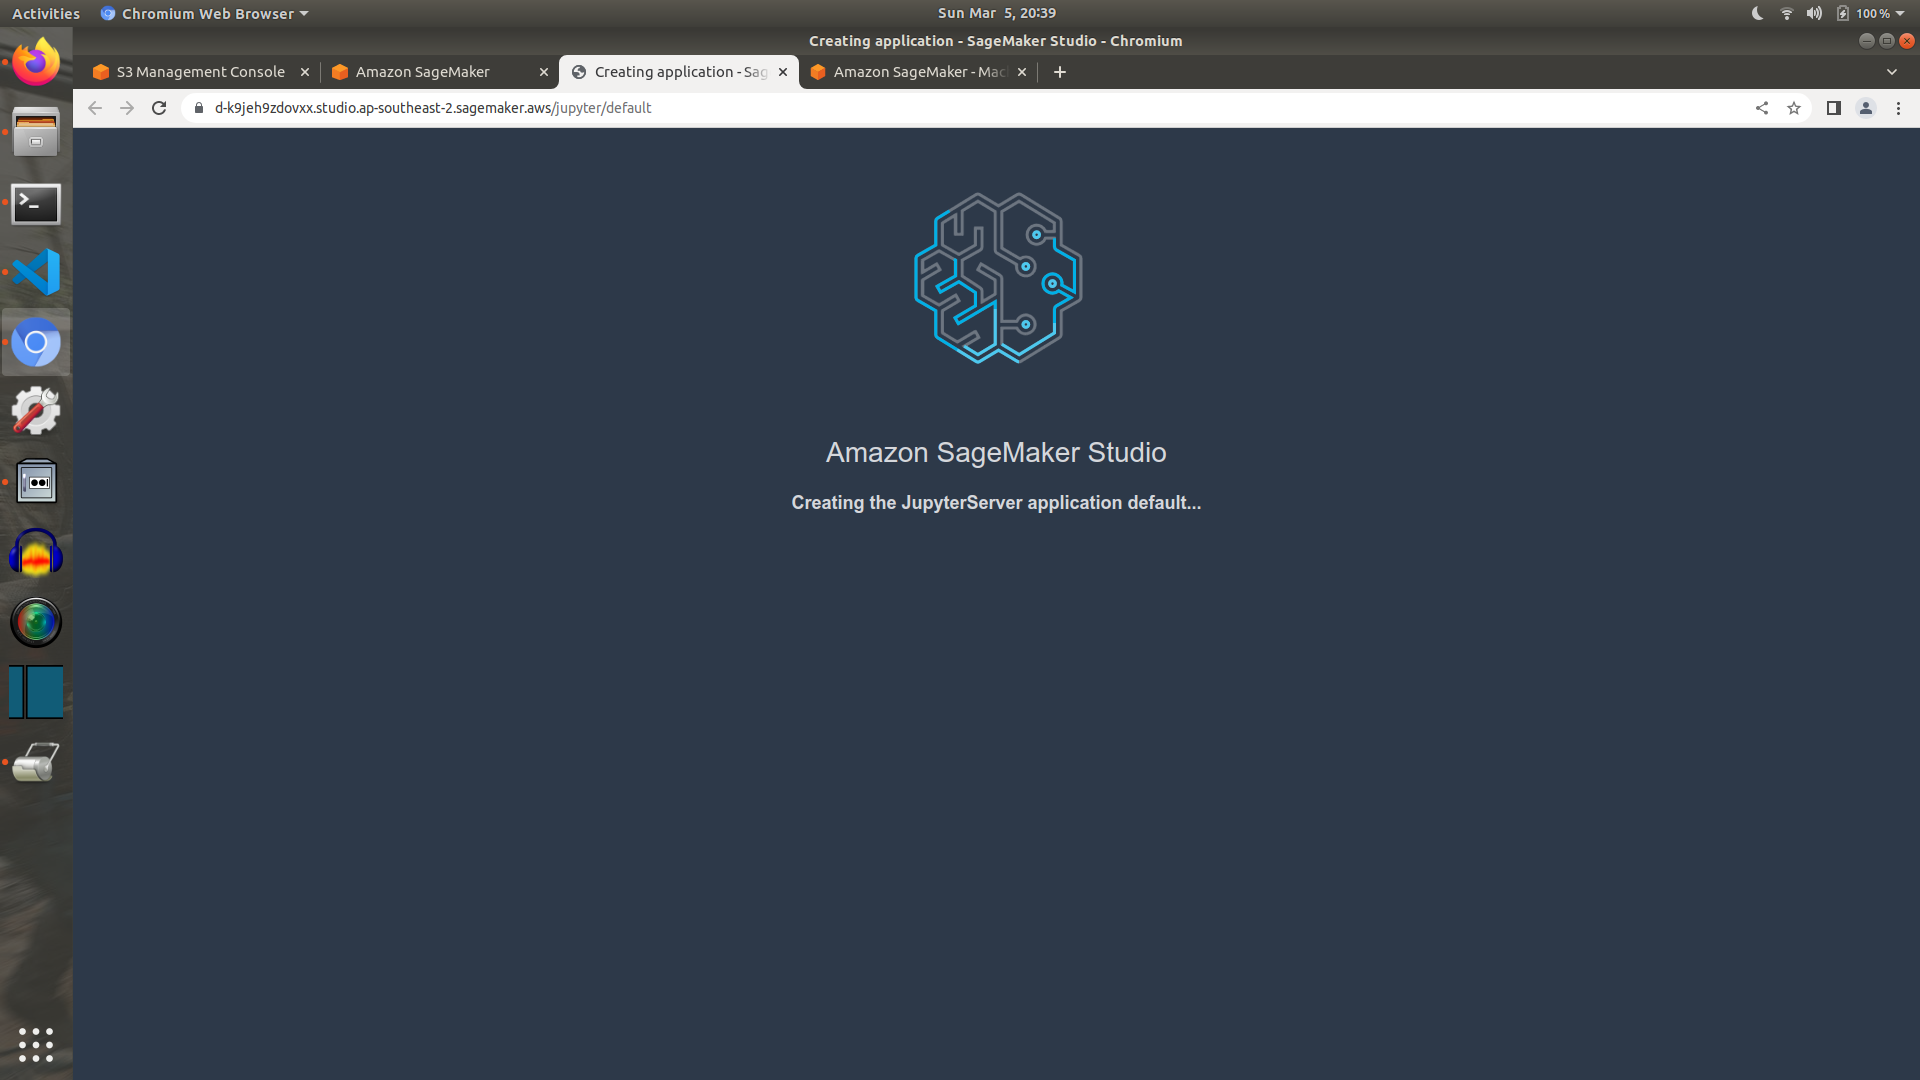 Activities
Chromium Web Browser
Sun Mar 5, 20:39
100 %
Creating application - SageMaker Studio - Chromium
S3 Management Console
Amazon SageMaker
Creating application - Sag
Amazon SageMaker - Mac
d-k9jeh9zdovxx.studio.ap-southeast-2.sagemaker.aws/jupyter/default
Amazon SageMaker Studio
Creating the JupyterServer application default...